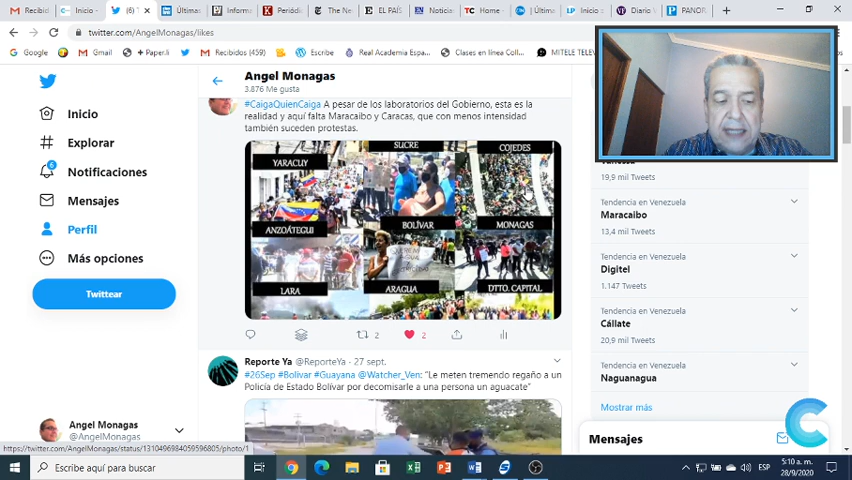 Recibid
Inicio -
(6) T
Últimas
Inform
Periódi
The Ne
EL PAÍS
Noticia
Home
(Últim
Inicio s
Diario V
PANOR
twitter.com/AngelMonagas/likes
Google
Gmail
+ Paper.li
Recibidos (459)
Escribe
Real Academia Espa...
Clases en línea Coll...
MITELE TELEVI
Inicio
Explorar
6
Notificaciones
Mensajes
Perfil
Más opciones
Twittear
Angel Monagas
@AngelMonagas
Angel Monagas
3.876 Me gusta
#CaigaQuienCaiga A pesar de los laboratorios del Gobierno, esta es la
realidad y aquí falta Maracaibo y Caracas, que con menos intensidad
también suceden protestas.
YARACUY
SUCRE
COJEDES
ANZOÁTEGUI
BOLÍVAR
MONAGAS
LARA
ARAGUA
DTTO. CAPITAL
2
2
Reporte Ya @ReporteYa - 27 sept.
#26Sep #Bolivar #Guayana @Watcher_Ven: "Le meten tremendo regaño a un
Policía de Estado Bolívar por decomisarle a una persona un aguacate"
Vanessa
19,9 mil Tweets
Tendencia en Venezuela
Maracaibo
13,4 mil Tweets
Tendencia en Venezuela
Digitel
1.147 Tweets
Tendencia en Venezuela
Cállate
20,9 mil Tweets
Tendencia en Venezuela
Naguanagua
Mostrar más
Mensajes
https://twitter.com/AngelMonagas/status/1310496984059596805/photo/1
Escribe aquí para buscar
ESP
5:10 a. m.
28/9/2020